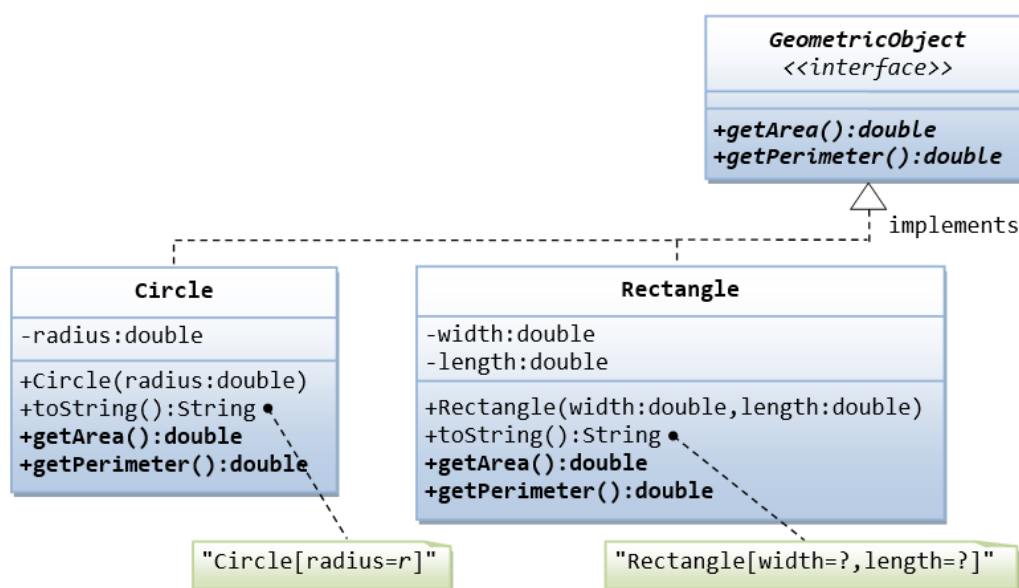 GeometricObject
<<interface>>
+getArea():double
+getPerimeter():double
implements
Circle
-radius:double
+Circle(radius:double)
+toString():String
+getArea():double
+getPerimeter():double
"Circle[radius=r]"
Rectangle
-width:double
-length:double
+Rectangle(width:double,length:double)
+toString():String
+getArea():double
+getPerimeter():double
"Rectangle[width=?,length=?]"